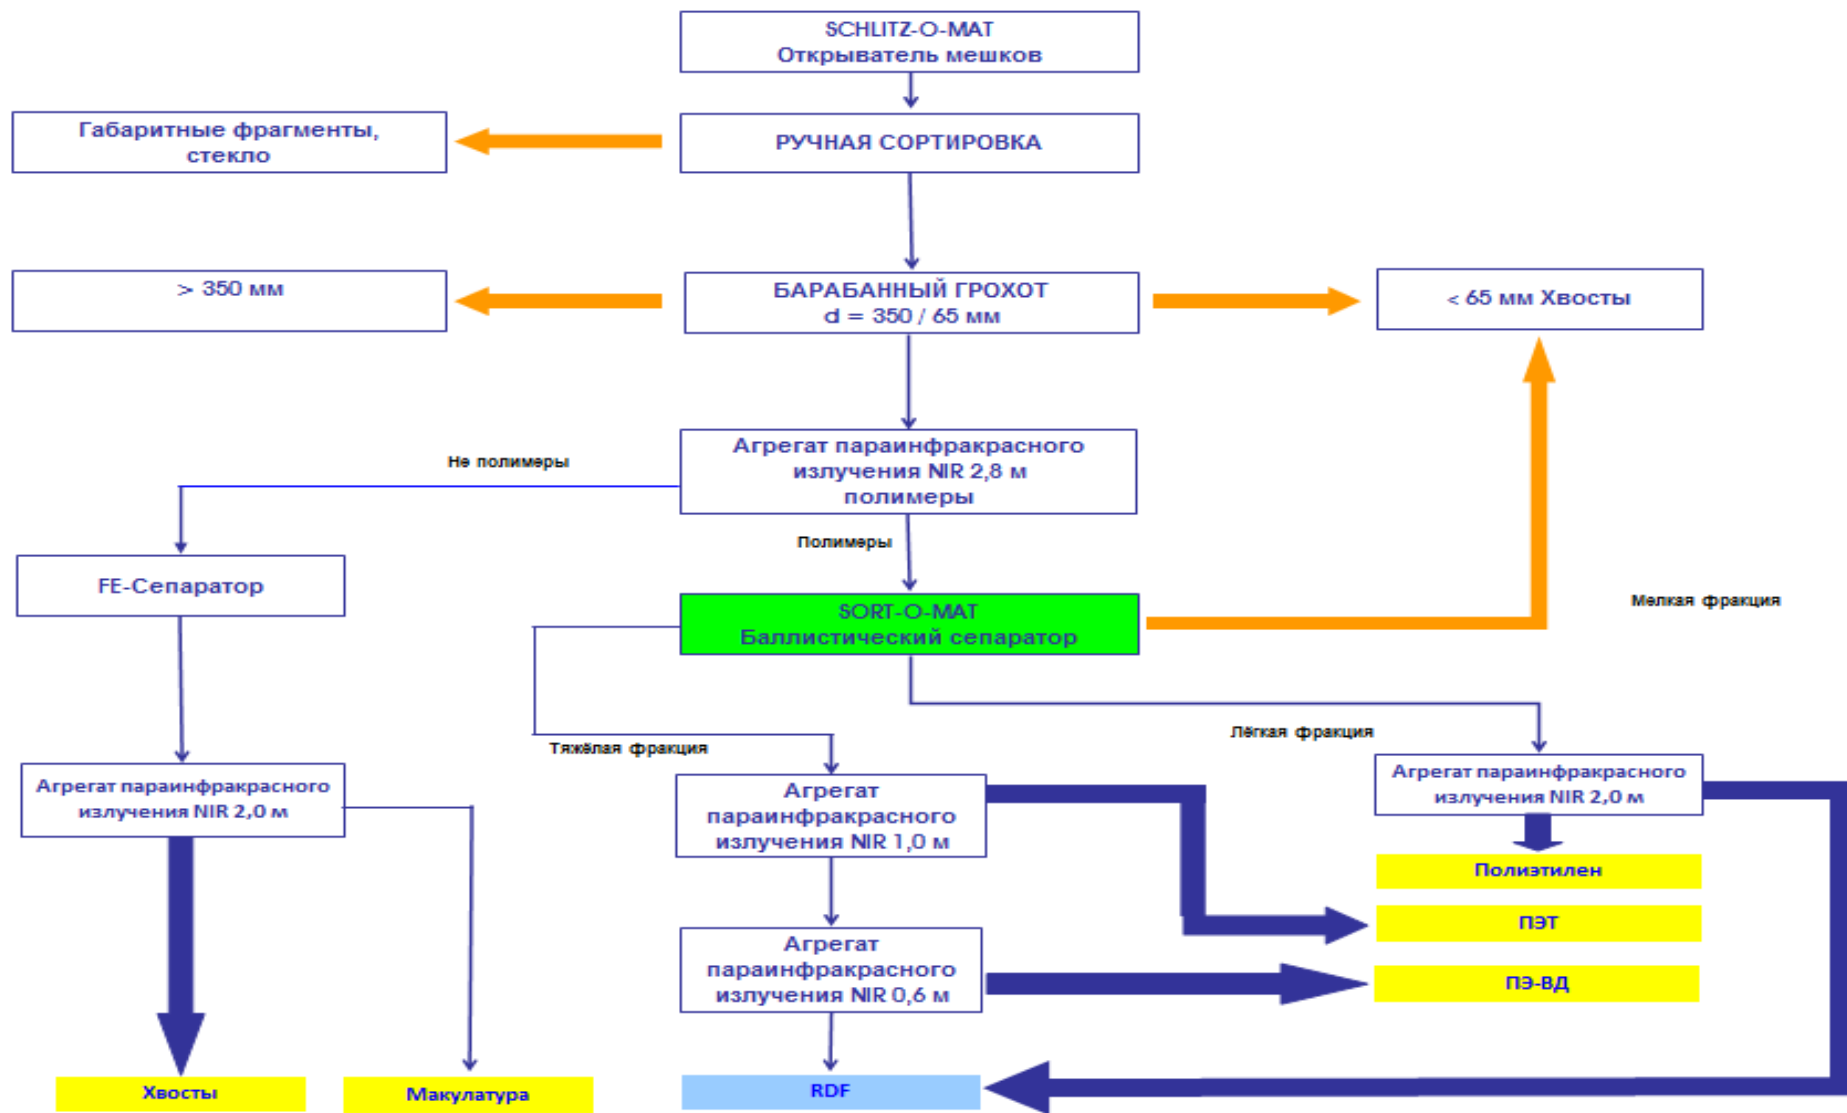 SCHLITZ-O-MAT
Открыватель мешков
Габаритные фрагменты,
стекло
РУЧНАЯ СОРТИРОВКА
> 350 мм
БАРАБАННЫЙ ГРОХОТ
d = 350 / 65 мм
< 65 мм Хвосты
Не полимеры
Агрегат параинфракрасного
излучения NIR 2,8 м
полимеры
Полимеры
FE-Сепаратор
SORT-O-MAT
Баллистический сепаратор
Мелкая фракция
Тяжёлая фракция
Лёгкая фракция
Агрегат параинфракрасного
излучения NIR 2,0 м
Агрегат
параинфракрасного
излучения NIR 1,0 м
Агрегат параинфракрасного
излучения NIR 2,0 м
Полиэтилен
ПЭТ
Агрегат
параинфракрасного
излучения NIR 0,6 м
ПЭ-ВД
Хвосты
Макулатура
RDF